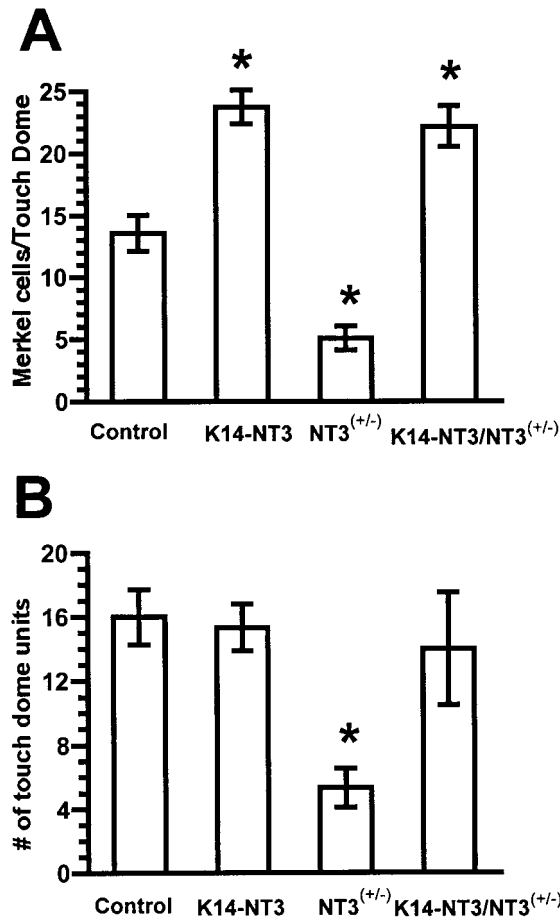 A
Merkel cells/Touch Dome
25
20
15
10
5
0
*
*
*
Control K14-NT3 NT3(+/-) K14-NT3/NT3(+/-)
B
# of touch dome units
20
16
12
8
4
0
*
Control K14-NT3 NT3(+/-) K14-NT3/NT3(+/-)